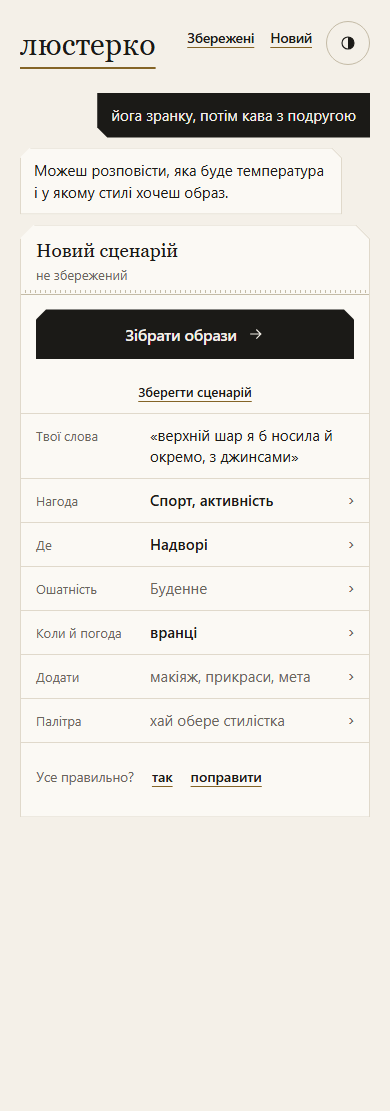 люстерко
Збережені Новий
йога зранку, потім кава з подругою
Можеш розповісти, яка буде температура
і у якому стилі хочеш образ.
Новий сценарій
не збережений
Зібрати образи →
Зберегти сценарій
Твої слова «верхній шар я б носила й
окремо, з джинсами»
Нагода Спорт, активність ›
Де Надворі ›
Ошатність Буденне ›
Коли й погода вранці ›
Додати макіяж, прикраси, мета ›
Палітра хай обере стилістка ›
Усе правильно? так поправити